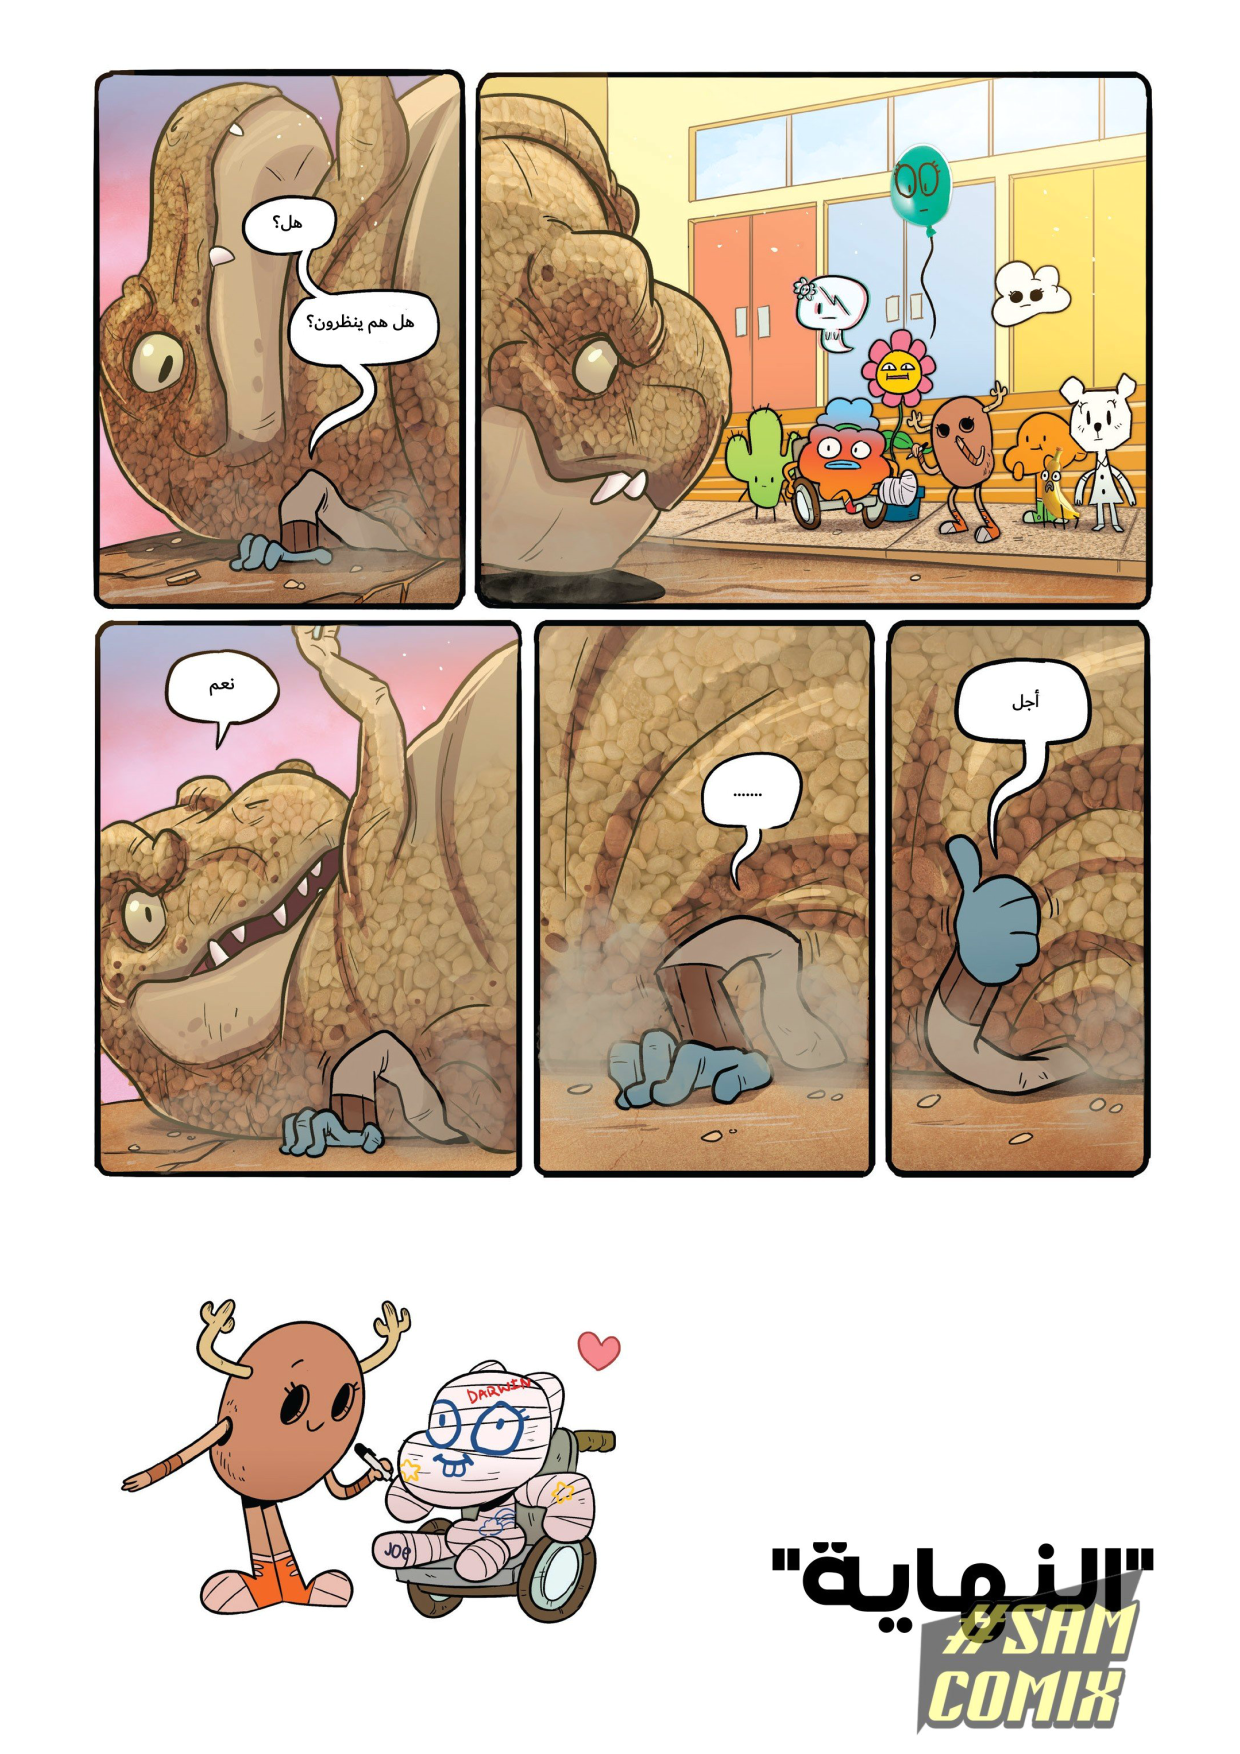 هل؟
هل هم ينظرون؟
نعم
.......
أجل
DARWIN
JOE
"النهاية"
#SAM
COMIX